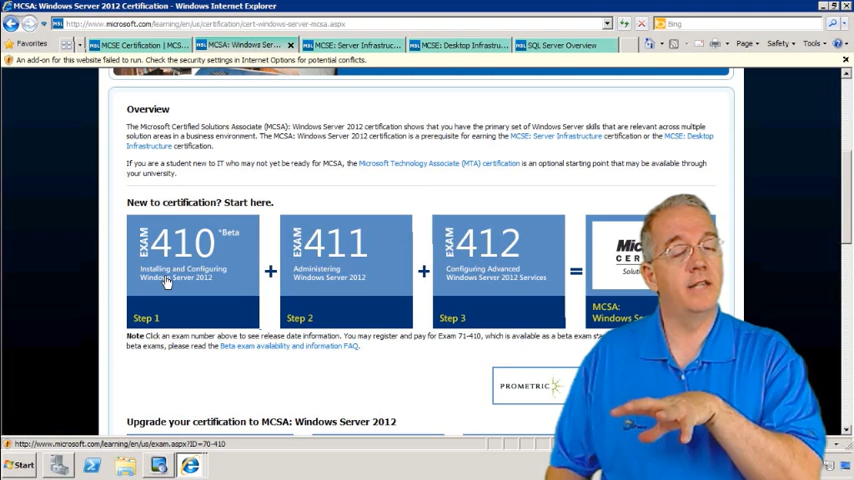 MCSA: Windows Server 2012 Certification - Windows Internet Explorer
http://www.microsoft.com/learning/en/us/certification/cert-windows-server-mcsa.aspx
Bing
Favorites
MCSE Certification | MCS...
MCSA: Windows Ser...
MCSE: Server Infrastruc...
MCSE: Desktop Infrastru...
SQL Server Overview
Page
Safety
Tools
An add-on for this website failed to run. Check the security settings in Internet Options for potential conflicts.
Overview
The Microsoft Certified Solutions Associate (MCSA): Windows Server 2012 certification shows that you have the primary set of Windows Server skills that are relevant across multiple
solution areas in a business environment. The MCSA: Windows Server 2012 certification is a prerequisite for earning the MCSE: Server Infrastructure certification or the MCSE: Desktop
Infrastructure certification.
If you are a student new to IT who may not yet be ready for MCSA, the Microsoft Technology Associate (MTA) certification is an optional starting point that may be available through
your university.
New to certification? Start here.
EXAM 410 *Beta
Installing and Configuring
Windows Server 2012
Step 1
+
EXAM 411
Administering
Windows Server 2012
Step 2
+
EXAM 412
Configuring Advanced
Windows Server 2012 Services
Step 3
=
Mic
CER
Solut
MCSA:
Windows Se
Note Click an exam number above to see release date information. You may register and pay for Exam 71-410, which is available as a beta exam sta
beta exams, please read the Beta exam availability and information FAQ.
PROMETRIC
Upgrade your certification to MCSA: Windows Server 2012
http://www.microsoft.com/learning/en/us/exam.aspx?ID=70-410
Start